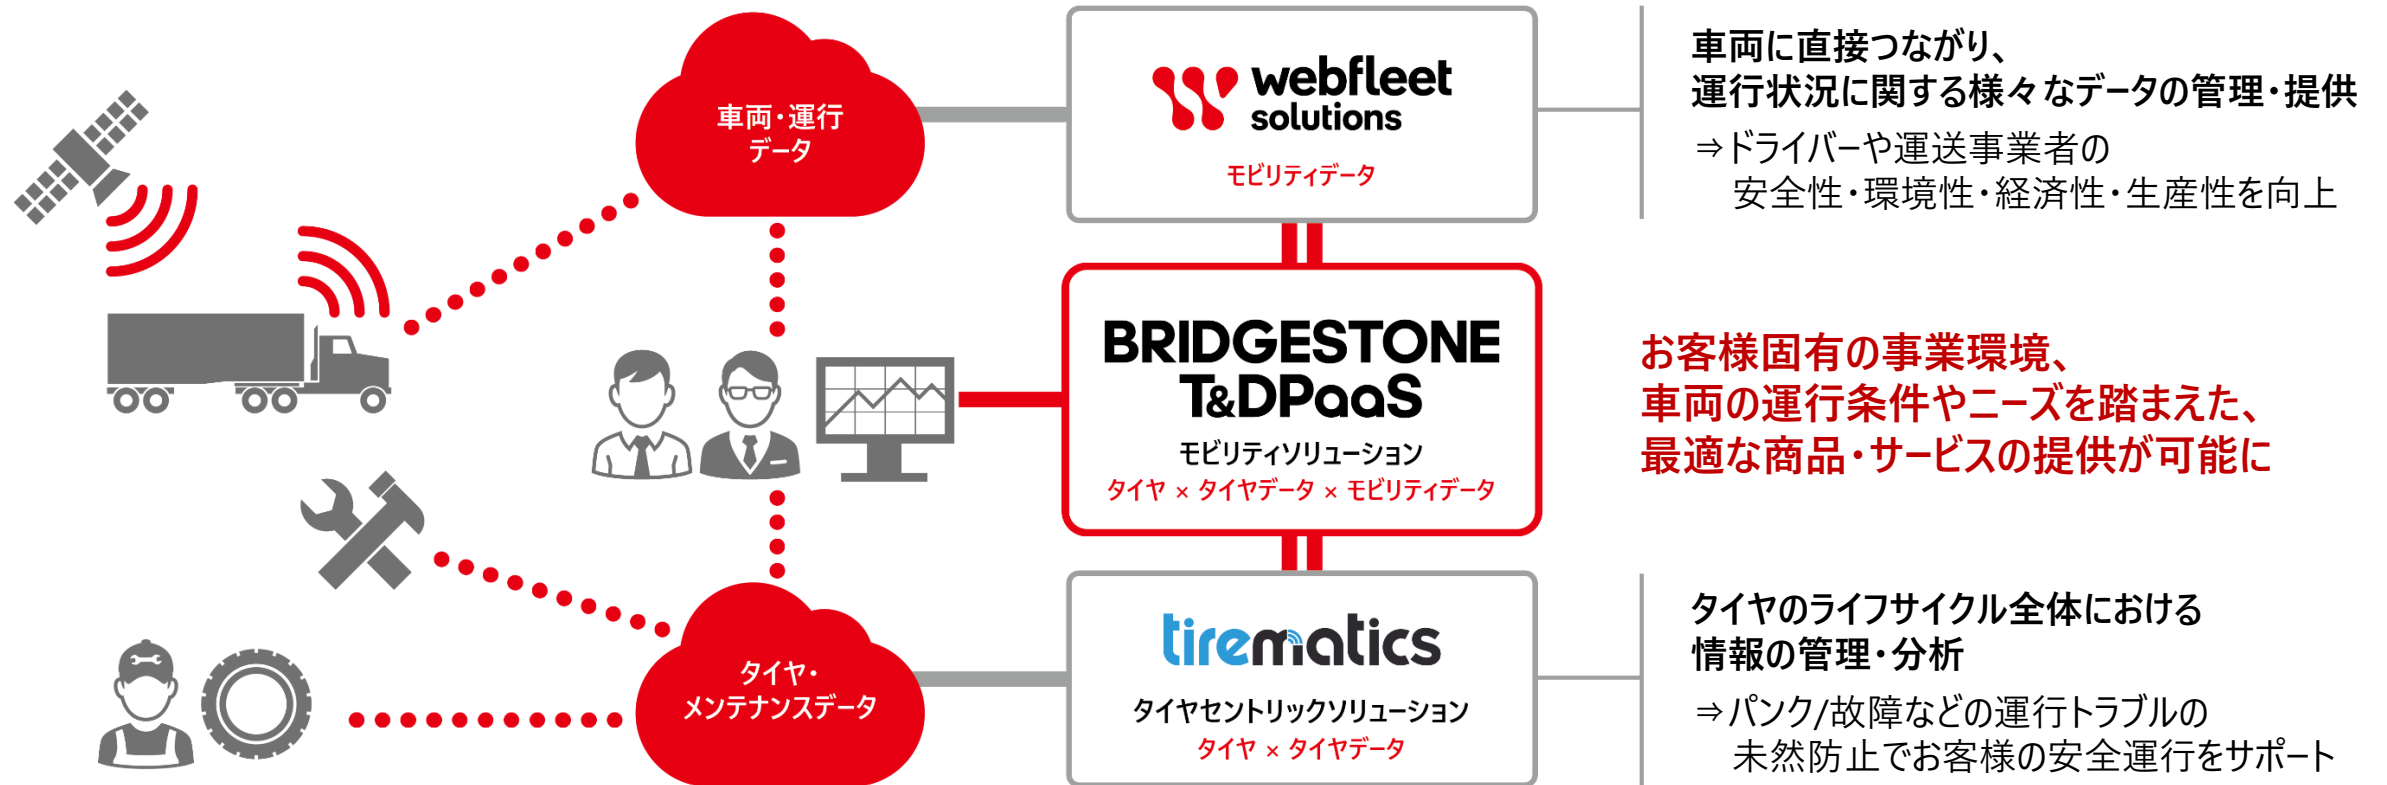 車両・運行
データ
webfleet
solutions
モビリティデータ
車両に直接つながり、
運行状況に関する様々なデータの管理・提供
⇒ドライバーや運送事業者の
安全性・環境性・経済性・生産性を向上
BRIDGESTONE
T&DPaaS
モビリティソリューション
タイヤ × タイヤデータ × モビリティデータ
お客様固有の事業環境、
車両の運行条件やニーズを踏まえた、
最適な商品・サービスの提供が可能に
タイヤ・
メンテナンスデータ
tirematics
タイヤセントリックソリューション
タイヤ × タイヤデータ
タイヤのライフサイクル全体における
情報の管理・分析
⇒パンク/故障などの運行トラブルの
未然防止でお客様の安全運行をサポート